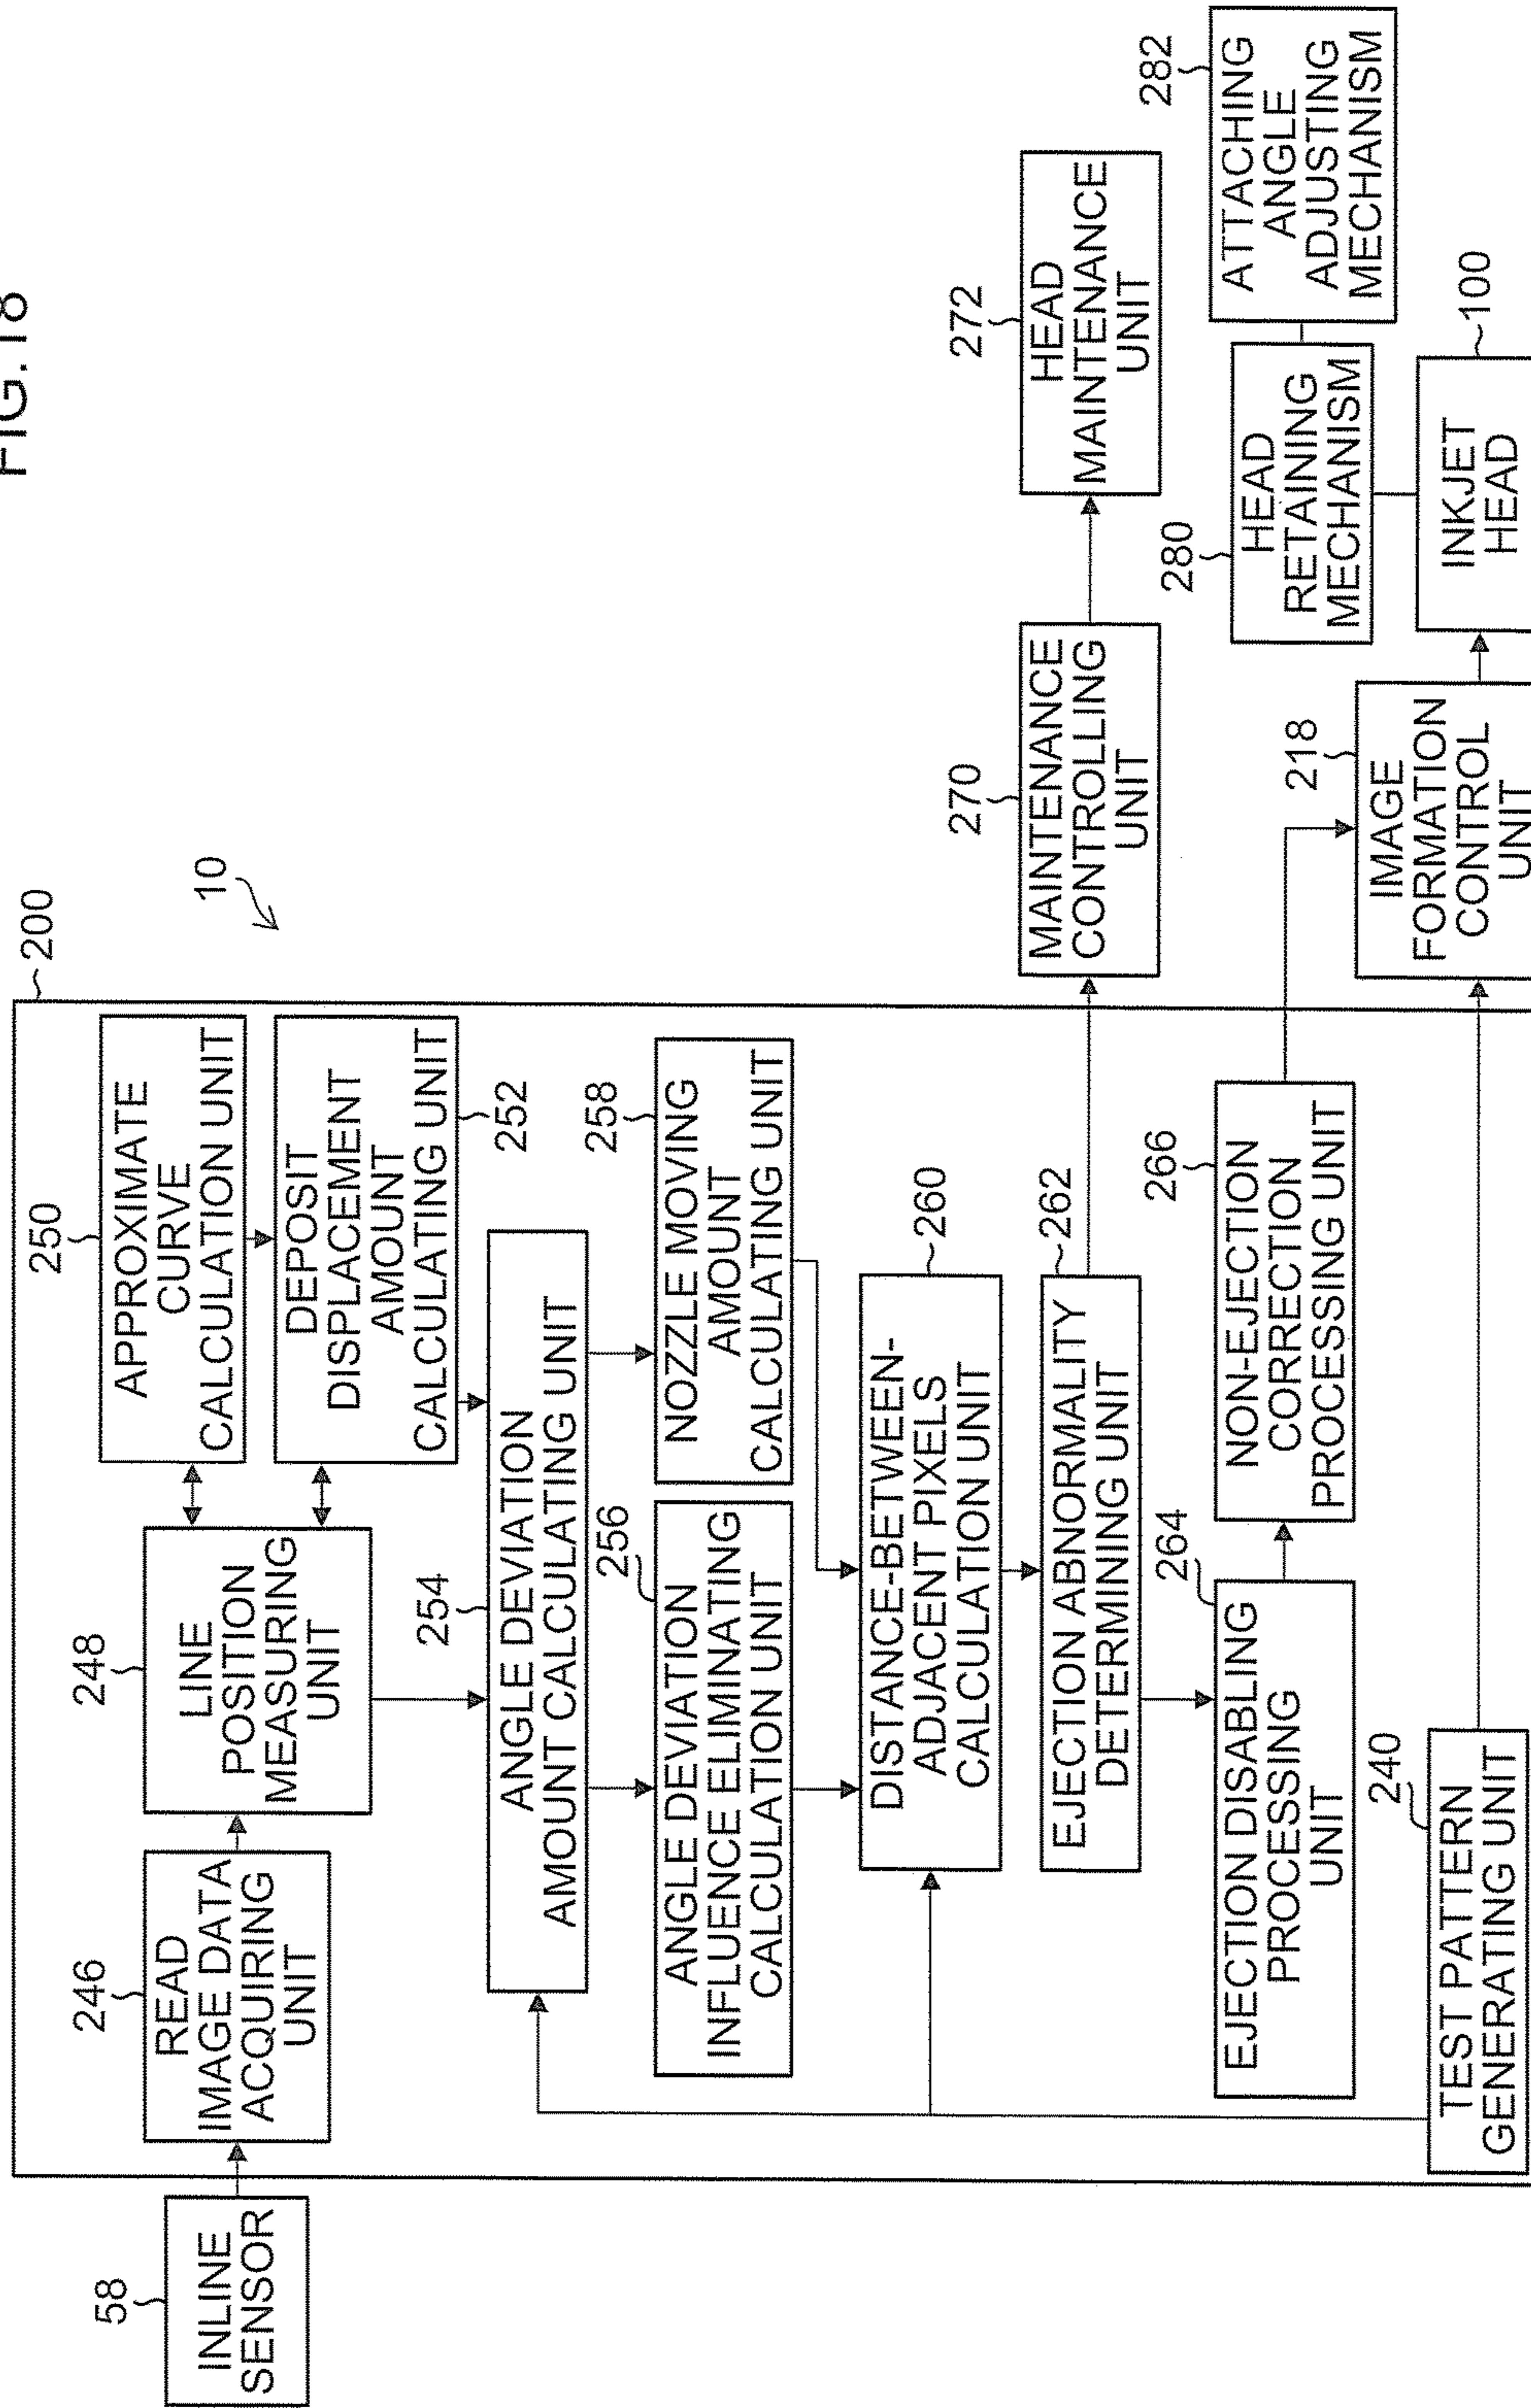 FIG.18
10
200
58
INLINE
SENSOR
246
READ
IMAGE DATA
ACQUIRING
UNIT
248
LINE
POSITION
MEASURING
UNIT
250
APPROXIMATE
CURVE
CALCULATION UNIT
DEPOSIT
DISPLACEMENT
AMOUNT
CALCULATING UNIT
252
254
ANGLE DEVIATION
AMOUNT CALCULATING UNIT
256
ANGLE DEVIATION
INFLUENCE ELIMINATING
CALCULATION UNIT
258
NOZZLE MOVING
AMOUNT
CALCULATING UNIT
260
DISTANCE-BETWEEN-
ADJACENT PIXELS
CALCULATION UNIT
262
EJECTION ABNORMALITY
DETERMINING UNIT
264
EJECTION DISABLING
PROCESSING
UNIT
266
NON-EJECTION
CORRECTION
PROCESSING UNIT
240
TEST PATTERN
GENERATING UNIT
270
MAINTENANCE
CONTROLLING
UNIT
272
HEAD
MAINTENANCE
UNIT
280
HEAD
RETAINING
MECHANISM
282
ATTACHING
ANGLE
ADJUSTING
MECHANISM
218
IMAGE
FORMATION
CONTROL
UNIT
100
INKJET
HEAD